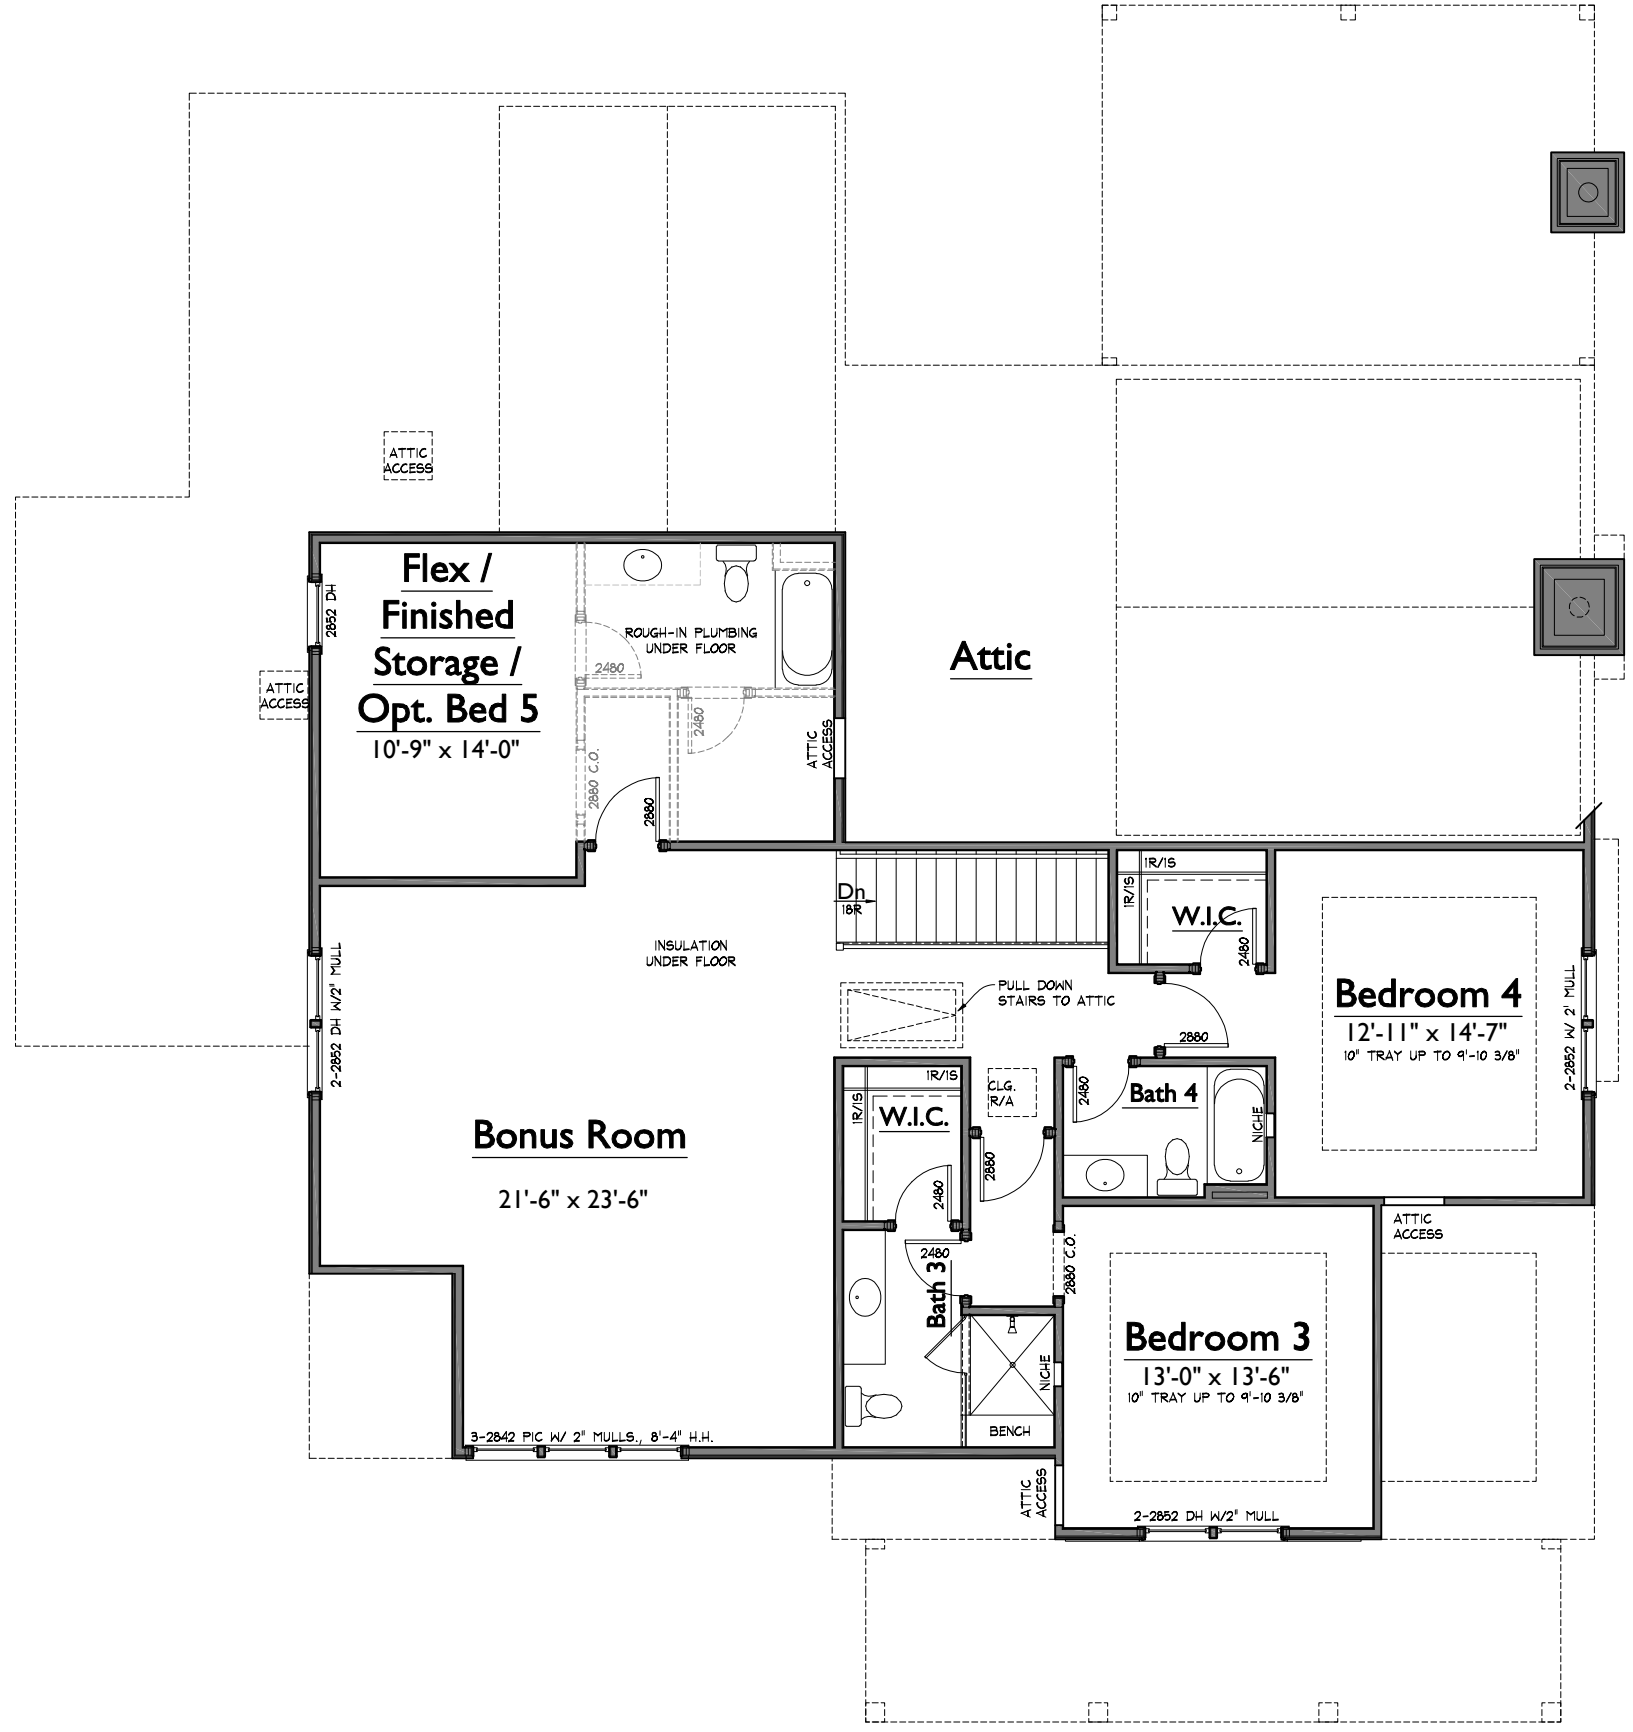 ATTIC
ACCESS
Flex /
Finished
Storage /
Opt. Bed 5
10'-9" x 14'-0"
2852 DH
ROUGH-IN PLUMBING
UNDER FLOOR
2480
2480
2880 C.O.
2880
ATTIC
ACCESS
ATTIC
ACCESS
Attic
Dn
18R
1R/1S
1R/1S
W.I.C.
2480
INSULATION
UNDER FLOOR
PULL DOWN
STAIRS TO ATTIC
2880
Bedroom 4
12'-11" x 14'-7"
10" TRAY UP TO 9'-10 3/8"
2-2852 W/ 2" MULL
2-2852 DH W/2" MULL
Bonus Room
21'-6" x 23'-6"
1R/1S
1R/1S
W.I.C.
2480
CLG.
R/A
2880
2480
Bath 4
NICHE
ATTIC
ACCESS
2480
Bath 3
2880 C.O.
Bedroom 3
13'-0" x 13'-6"
10" TRAY UP TO 9'-10 3/8"
NICHE
BENCH
3-2842 PIC W/ 2" MULLS., 8'-4" H.H.
ATTIC
ACCESS
2-2852 DH W/2" MULL